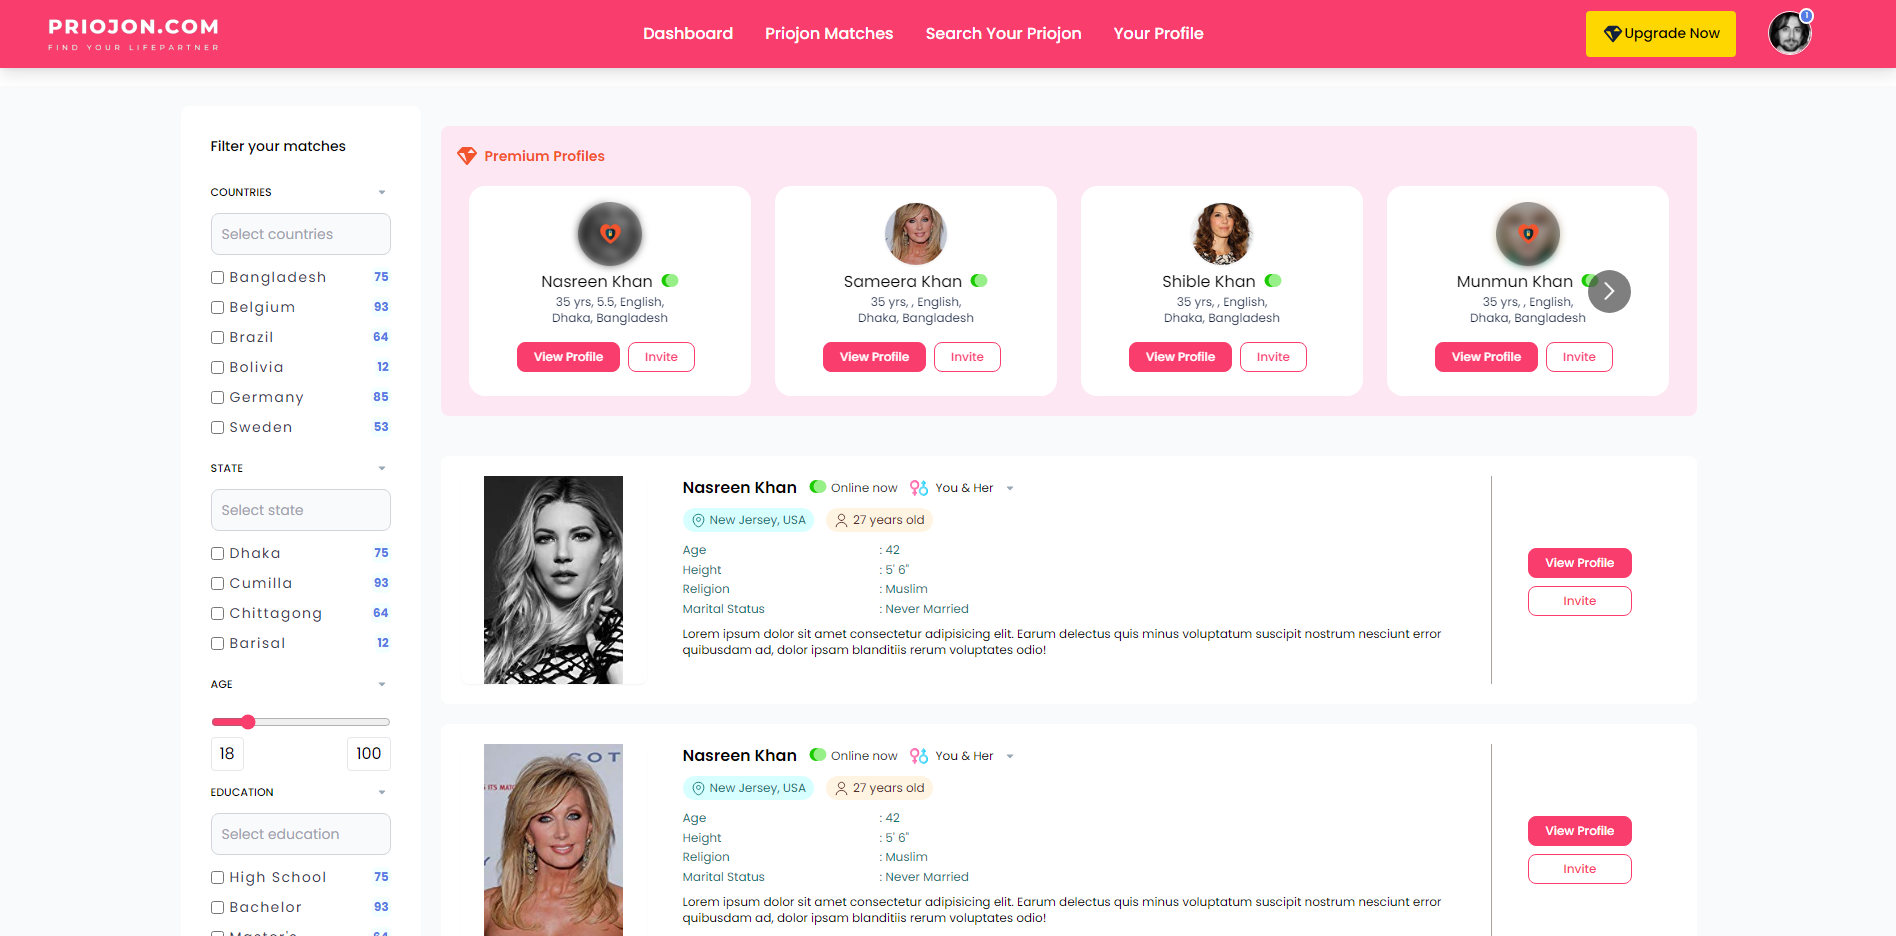 PRIOJON.COM
FIND YOUR LIFEPARTNER
Dashboard
Priojon Matches
Search Your Priojon
Your Profile
Upgrade Now
Filter your matches
COUNTRIES
Select countries
Bangladesh 75
Belgium 93
Brazil 64
Bolivia 12
Germany 85
Sweden 53
STATE
Select state
Dhaka 75
Cumilla 93
Chittagong 64
Barisal 12
AGE
18 100
EDUCATION
Select education
High School 75
Bachelor 93
Master's 64
Premium Profiles
Nasreen Khan
35 yrs, 5.5, English,
Dhaka, Bangladesh
View Profile Invite
Sameera Khan
35 yrs, , English,
Dhaka, Bangladesh
View Profile Invite
Shible Khan
35 yrs, , English,
Dhaka, Bangladesh
View Profile Invite
Munmun Khan
35 yrs, , English,
Dhaka, Bangladesh
View Profile Invite
Nasreen Khan Online now You & Her
New Jersey, USA 27 years old
Age : 42
Height : 5' 6"
Religion : Muslim
Marital Status : Never Married
Lorem ipsum dolor sit amet consectetur adipisicing elit. Earum delectus quis minus voluptatum suscipit nostrum nesciunt error
quibusdam ad, dolor ipsam blanditiis rerum voluptates odio!
View Profile
Invite
COT
Nasreen Khan Online now You & Her
New Jersey, USA 27 years old
Age : 42
Height : 5' 6"
Religion : Muslim
Marital Status : Never Married
Lorem ipsum dolor sit amet consectetur adipisicing elit. Earum delectus quis minus voluptatum suscipit nostrum nesciunt error
quibusdam ad, dolor ipsam blanditiis rerum voluptates odio!
View Profile
Invite